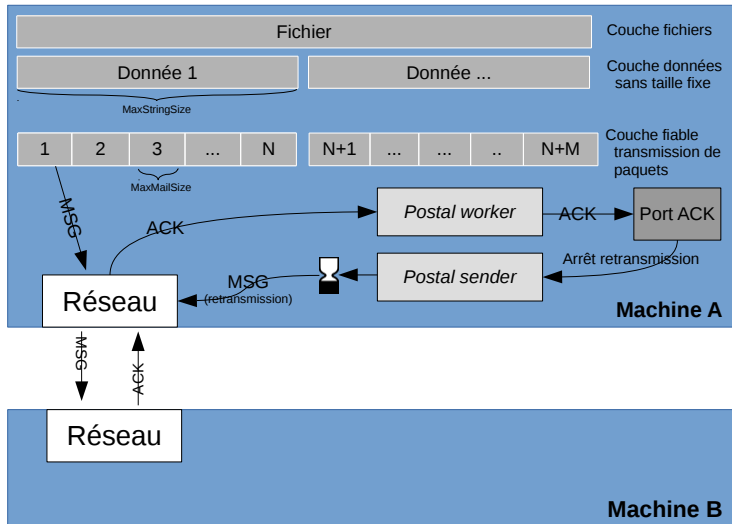 Fichier
Couche fichiers
Donnée 1
Donnée ...
Couche données
sans taille fixe
MaxStringSize
1
2
3
...
N
N+1
...
...
..
N+M
Couche fiable
transmission de
paquets
MaxMailSize
MSG
ACK
Postal worker
ACK
Port ACK
Arrêt retransmission
Postal sender
MSG
(retransmission)
Réseau
Machine A
MSG
ACK
Réseau
Machine B